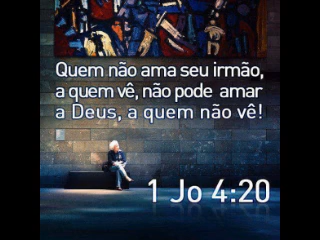 Quem não ama seu irmão,
a quem vê, não pode amar
a Deus, a quem não vê!
1 Jo 4:20